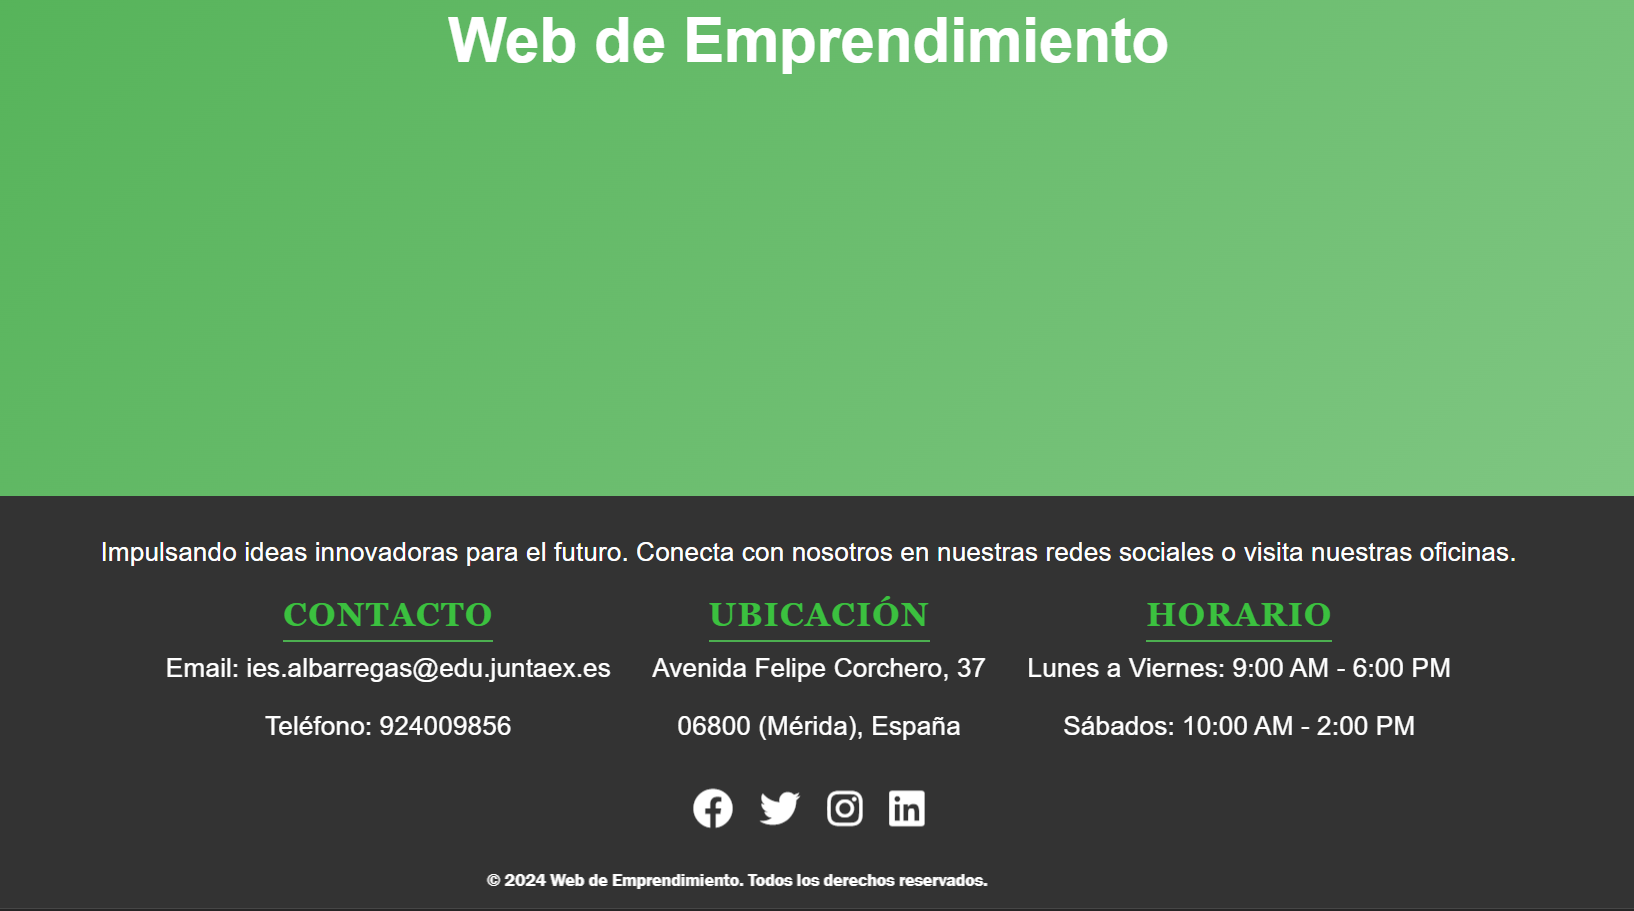 Web de Emprendimiento
Impulsando ideas innovadoras para el futuro. Conecta con nosotros en nuestras redes sociales o visita nuestras oficinas.
CONTACTO
Email: ies.albarregas@edu.juntaex.es
Teléfono: 924009856
UBICACIÓN
Avenida Felipe Corchero, 37
06800 (Mérida), España
HORARIO
Lunes a Viernes: 9:00 AM - 6:00 PM
Sábados: 10:00 AM - 2:00 PM
© 2024 Web de Emprendimiento. Todos los derechos reservados.